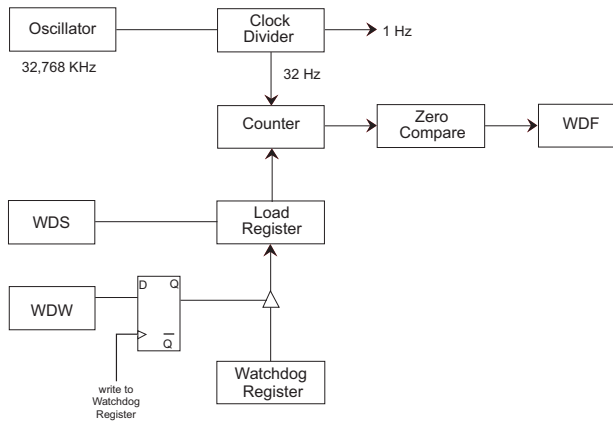 Oscillator
Clock
Divider
1 Hz
32,768 KHz
32 Hz
Counter
Zero
Compare
WDF
WDS
Load
Register
WDW
D Q
Q
write to
Watchdog
Register
Watchdog
Register